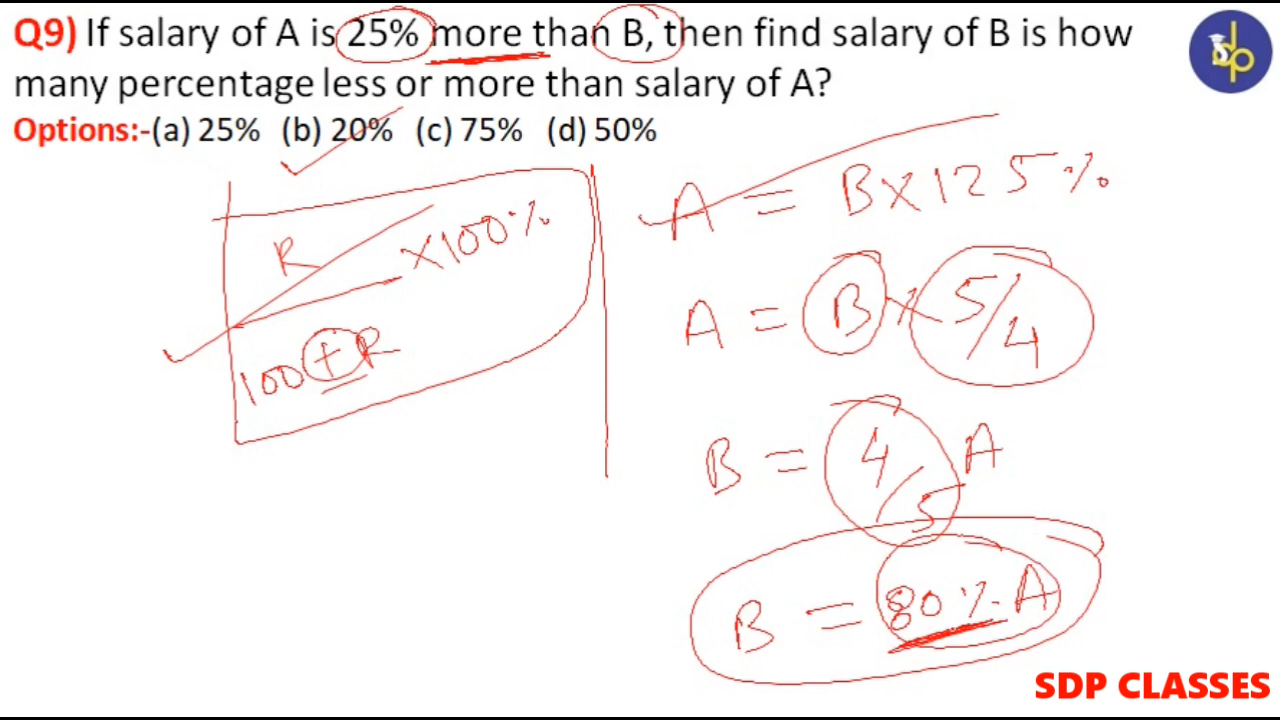 Q9) If salary of A is 25% more than B, then find salary of B is how
many percentage less or more than salary of A?
Options:-(a) 25% (b) 20% (c) 75% (d) 50%
R
× 100%
100 + R
A = B × 125%
A = B × 5/4
B = 4/5 A
B = 80% A
SDP CLASSES